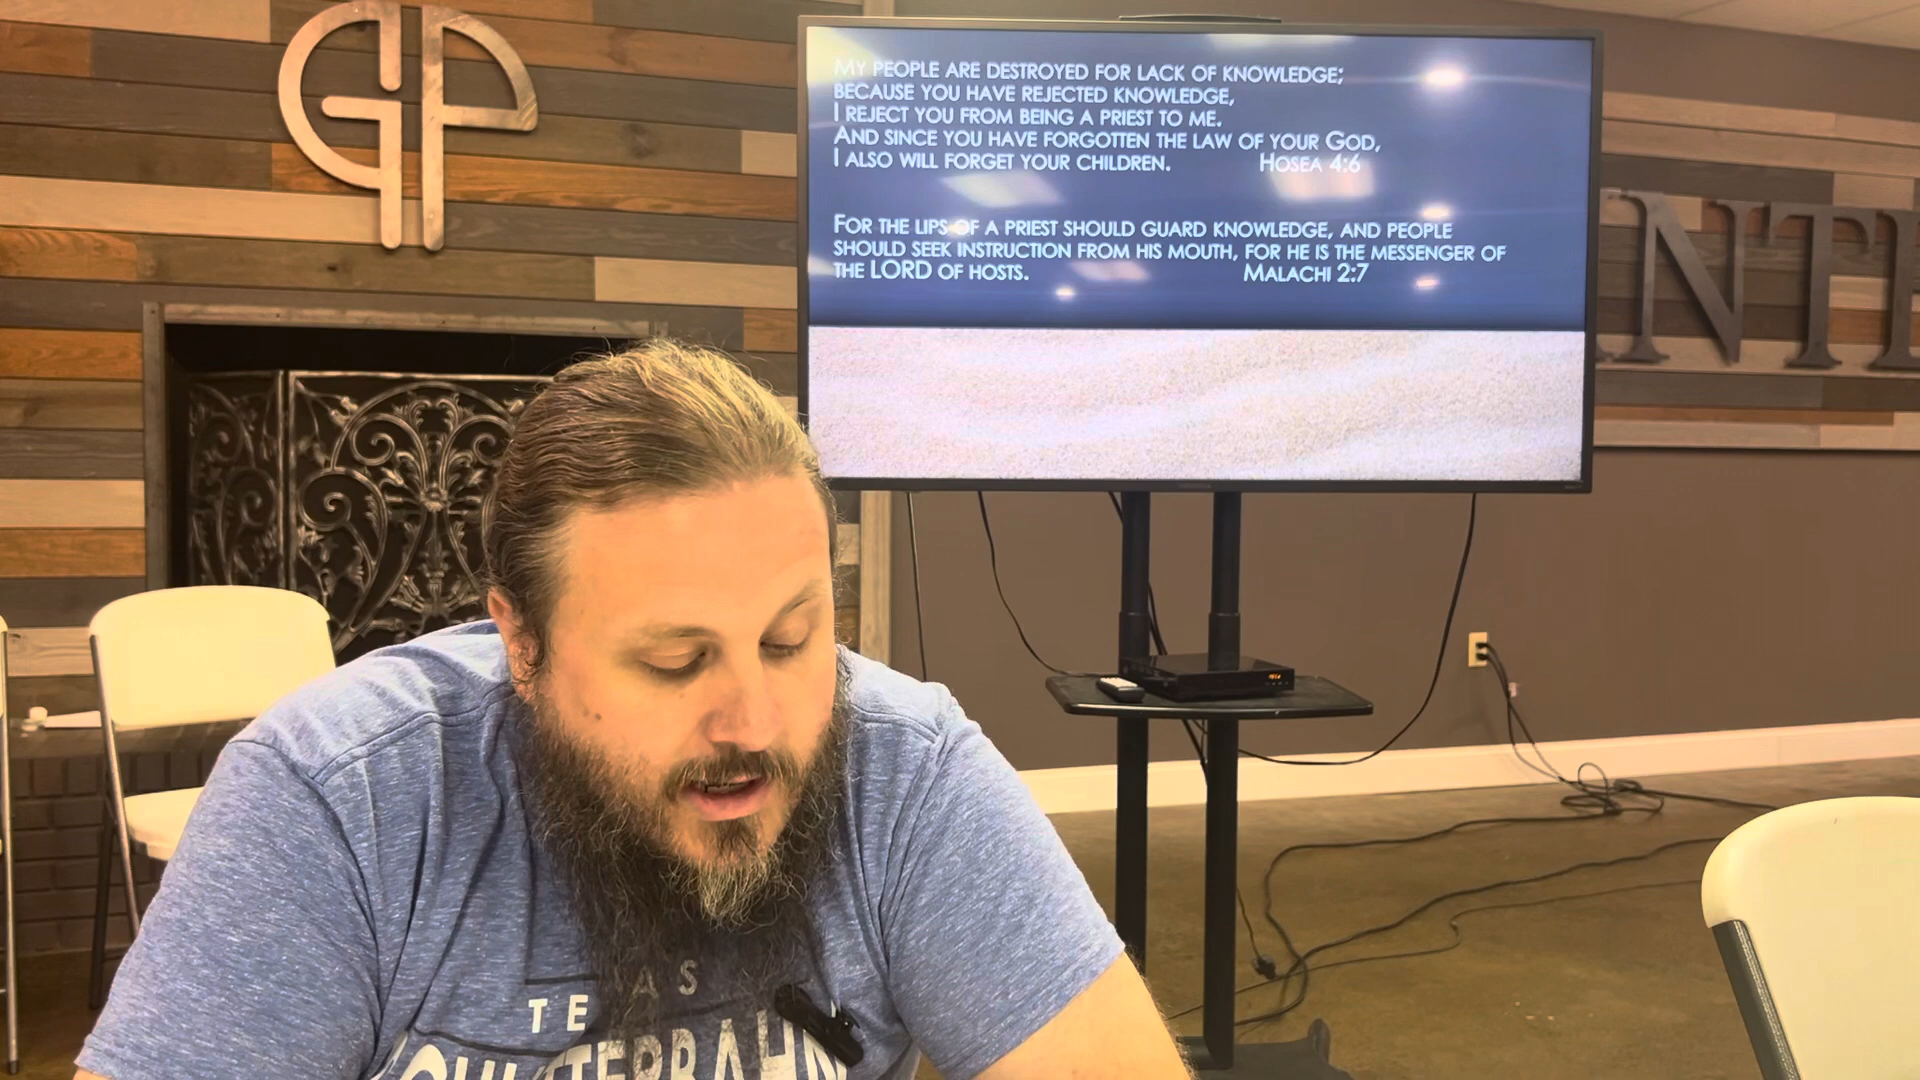 GP
MY PEOPLE ARE DESTROYED FOR LACK OF KNOWLEDGE;
BECAUSE YOU HAVE REJECTED KNOWLEDGE,
I REJECT YOU FROM BEING A PRIEST TO ME.
AND SINCE YOU HAVE FORGOTTEN THE LAW OF YOUR GOD,
I ALSO WILL FORGET YOUR CHILDREN. HOSEA 4:6
FOR THE LIPS OF A PRIEST SHOULD GUARD KNOWLEDGE, AND PEOPLE
SHOULD SEEK INSTRUCTION FROM HIS MOUTH, FOR HE IS THE MESSENGER OF
THE LORD OF HOSTS. MALACHI 2:7
NT
TEXAS